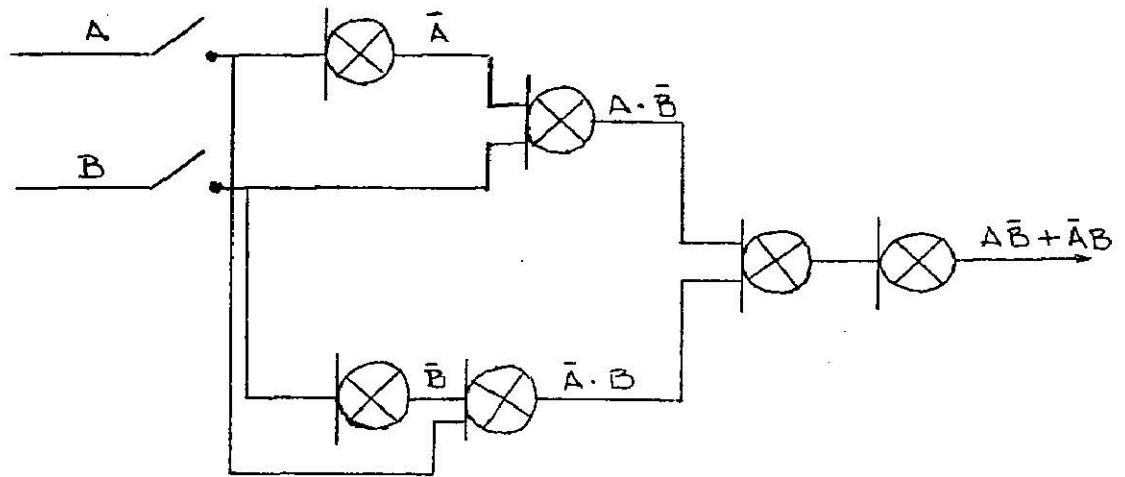 A
Ā
A · B̄
B
AB̄ + ĀB
B̄
Ā · B